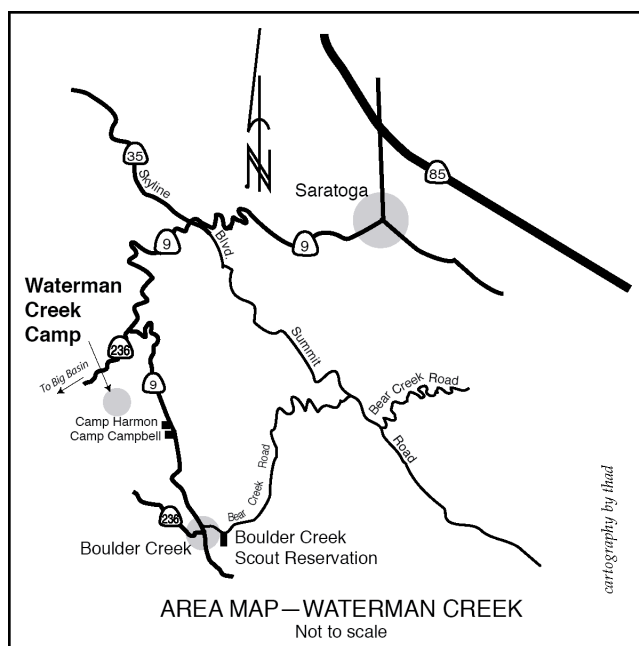 N
35
Skyline
Blvd.
85
Saratoga
9
9
Waterman
Creek
Camp
236
To Big Basin
9
Summit
Road
Bear Creek Road
Camp Harmon
Camp Campbell
Bear Creek Road
236
Boulder Creek
Boulder Creek
Scout Reservation
cartography by thad
AREA MAP—WATERMAN CREEK
Not to scale